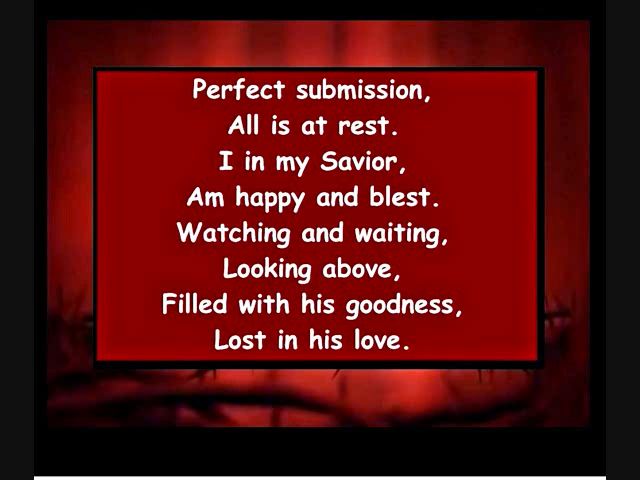 Perfect submission,
All is at rest.
I in my Savior,
Am happy and blest.
Watching and waiting,
Looking above,
Filled with his goodness,
Lost in his love.